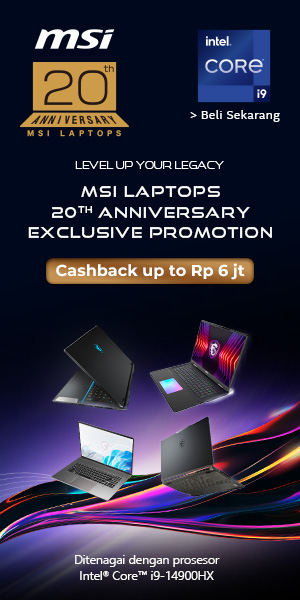 msi
20th
ANNIVERSARY
MSI LAPTOPS
intel.
CORE
i9
> Beli Sekarang
LEVEL UP YOUR LEGACY
MSI LAPTOPS
20TH ANNIVERSARY
EXCLUSIVE PROMOTION
Cashback up to Rp 6 jt
Ditenagai dengan prosesor
Intel® Core™ i9-14900HX